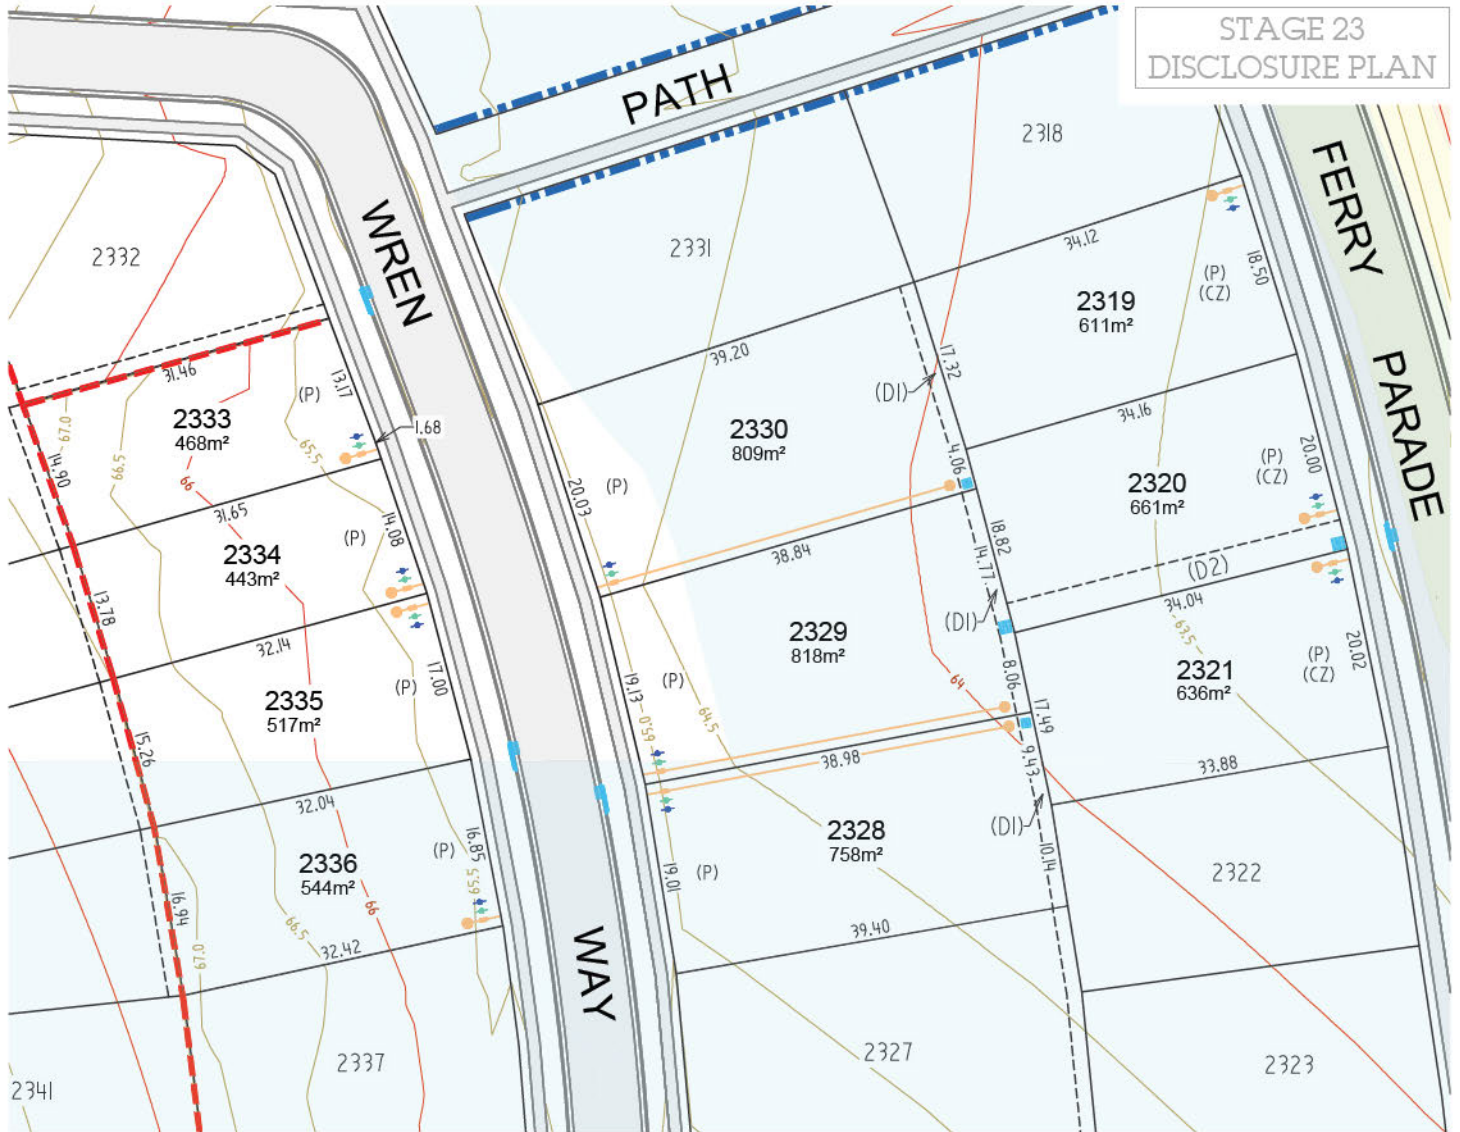 STAGE 23
DISCLOSURE PLAN
PATH
FERRY
PARADE
WREN
WAY
2318
2331
2332
34.12
18.50
(P)
(CZ)
2319
611m²
39.20
17.32
(D1)
34.16
31.46
13.17
(P)
1.68
2333
468m²
67.0
66.5
66
65.5
14.90
31.65
2330
809m²
4.06
20.03
(P)
2320
661m²
(P)
(CZ)
20.00
14.08
(P)
2334
443m²
38.84
18.82
14.77
(D1)
(D2)
34.04
63.5
13.78
32.14
2329
818m²
8.06
64
19.13
65.0
(P)
64.5
2321
636m²
(P)
(CZ)
20.02
17.00
(P)
2335
517m²
15.26
38.98
17.49
9.43
33.88
32.04
2328
758m²
(D1)
10.14
16.85
(P)
65.5
2336
544m²
66
66.5
67.0
16.94
19.01
(P)
2322
39.40
32.42
2327
2323
2337
2341